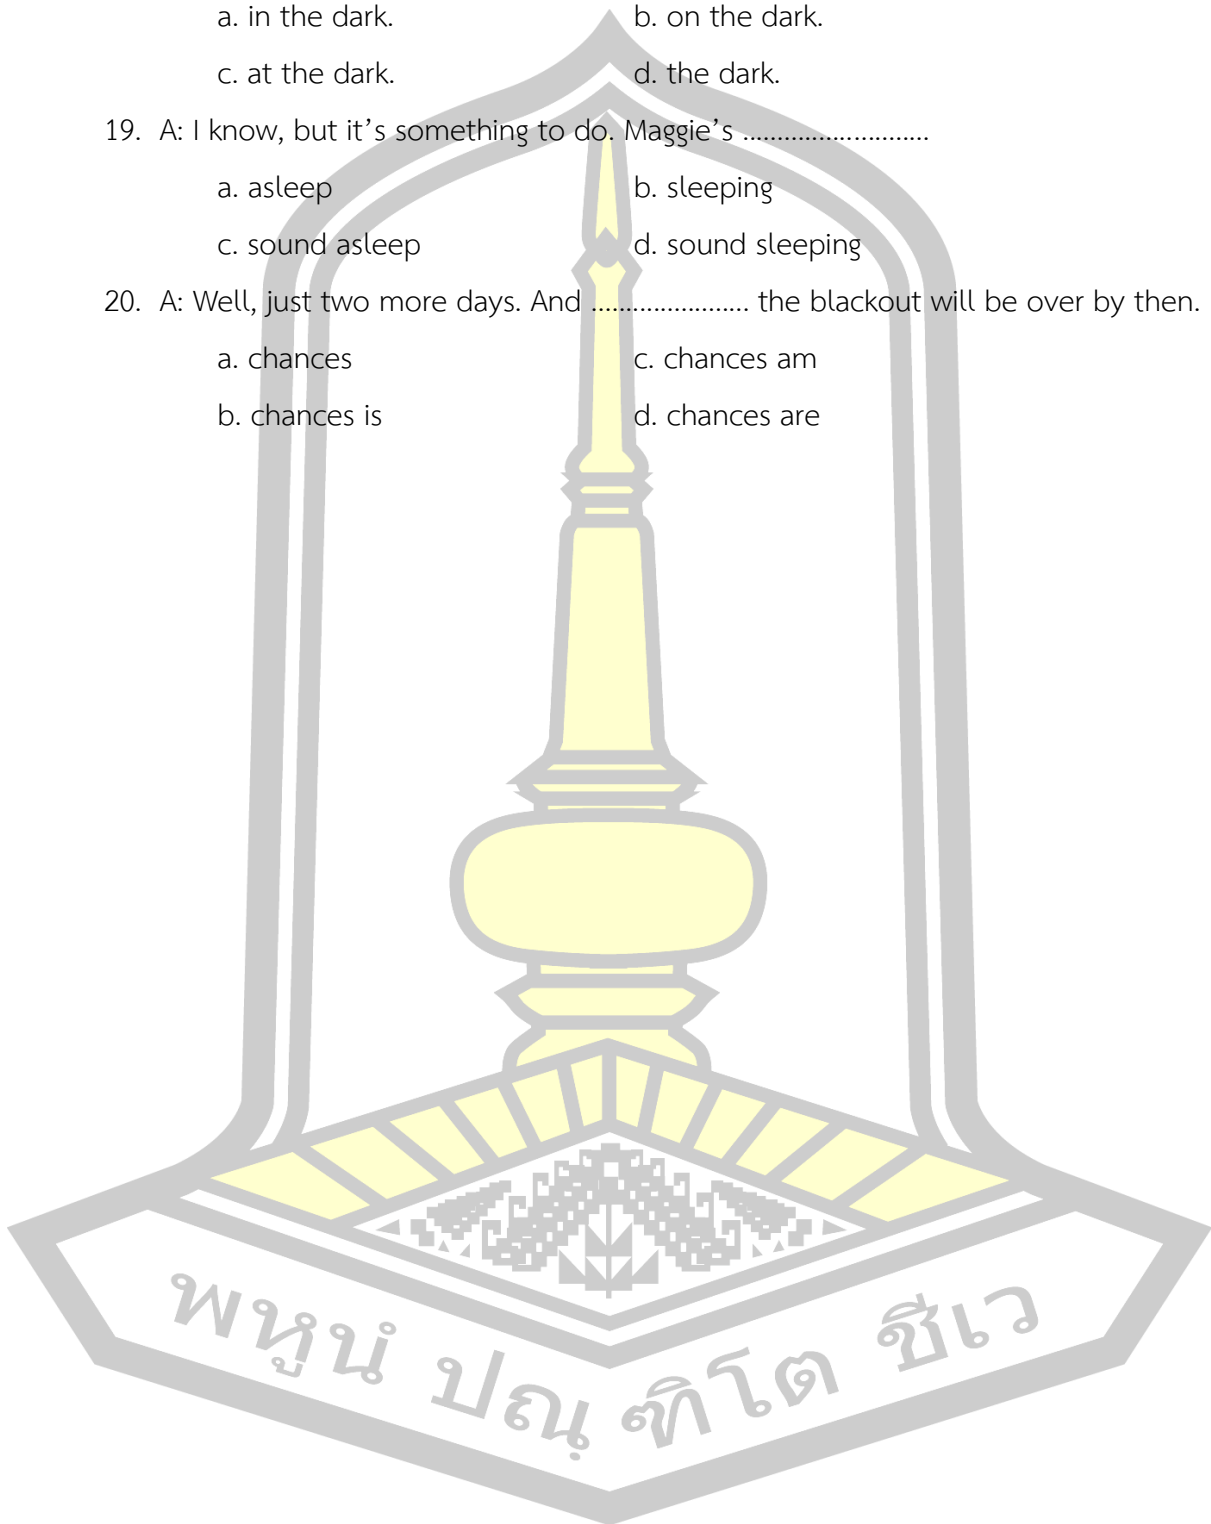 a. in the dark. b. on the dark.
c. at the dark. d. the dark.
19. A: I know, but it’s something to do. Maggie’s ...........................
a. asleep b. sleeping
c. sound asleep d. sound sleeping
20. A: Well, just two more days. And ....................... the blackout will be over by then.
a. chances c. chances am
b. chances is d. chances are
พหูนํ ปณฺ ฑิโต ชีเว